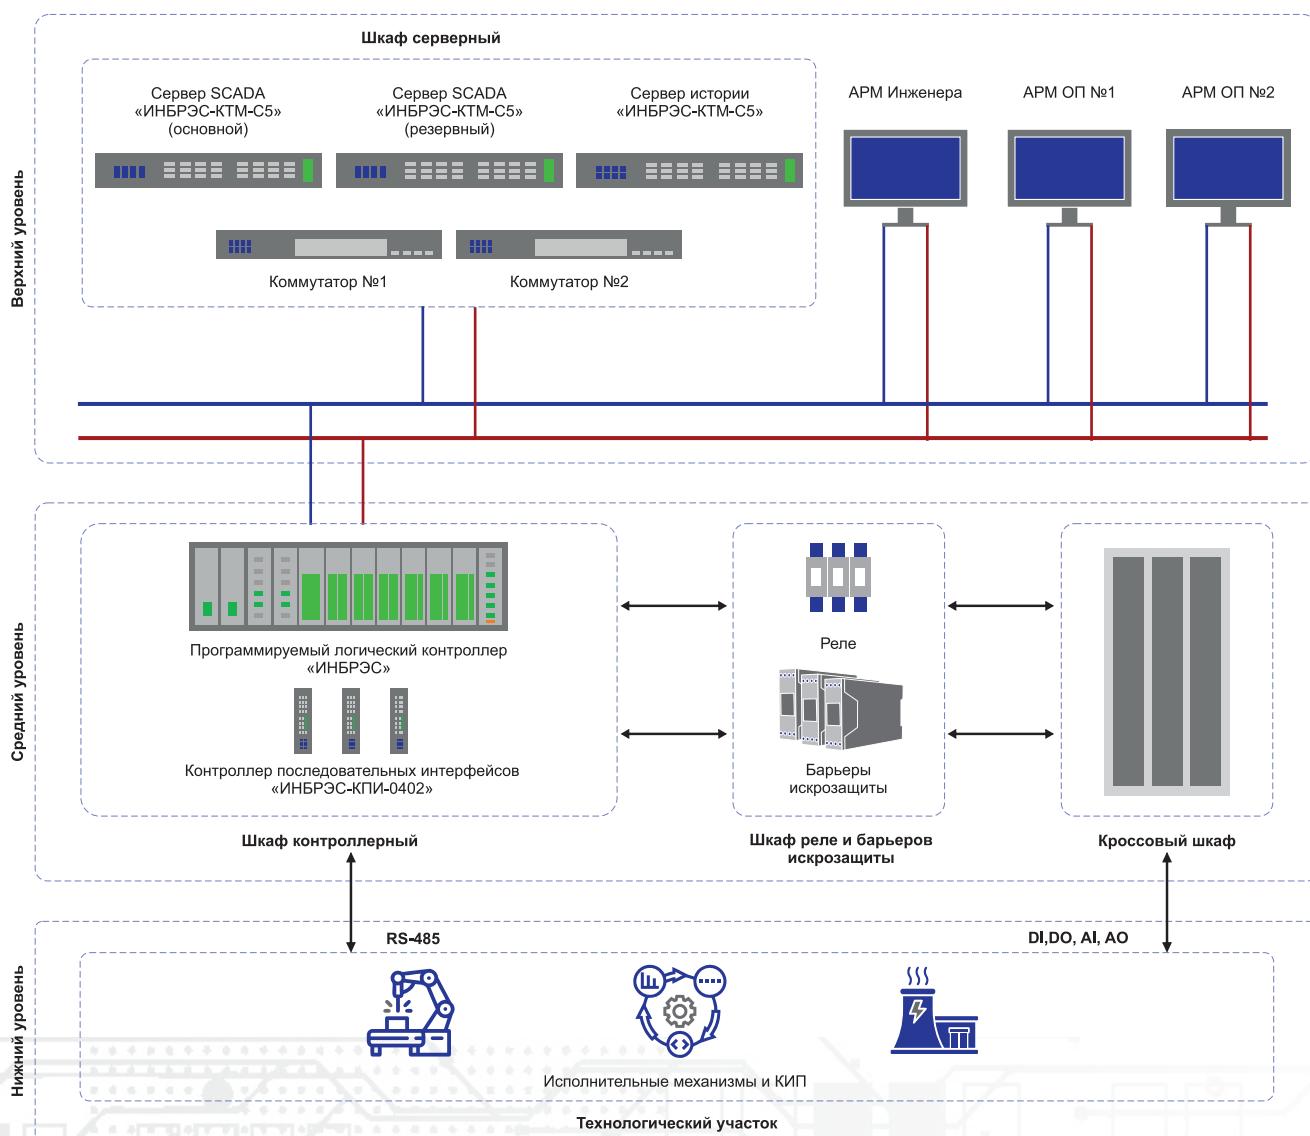 Верхний уровень
Шкаф серверный
Сервер SCADA
«ИНБРЭС-КТМ-С5»
(основной)
Сервер SCADA
«ИНБРЭС-КТМ-С5»
(резервный)
Сервер истории
«ИНБРЭС-КТМ-С5»
АРМ Инженера
АРМ ОП №1
АРМ ОП №2
Коммутатор №1
Коммутатор №2
Средний уровень
Программируемый логический контроллер
«ИНБРЭС»
Контроллер последовательных интерфейсов
«ИНБРЭС-КПИ-0402»
Шкаф контроллерный
Реле
Барьеры
искрозащиты
Шкаф реле и барьеров
искрозащиты
Кроссовый шкаф
Нижний уровень
RS-485
DI,DO, AI, AO
Исполнительные механизмы и КИП
Технологический участок